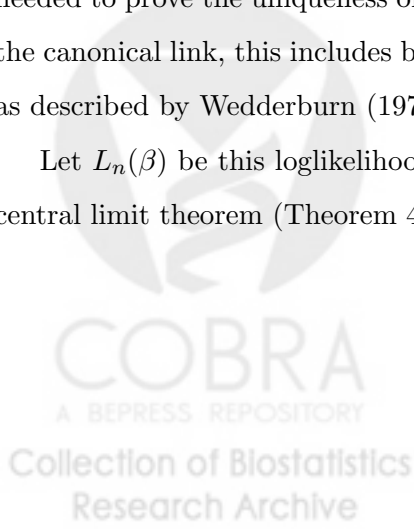 needed to prove the uniqueness o
the canonical link, this includes b
as described by Wedderburn (197
Let L_n(β) be this loglikelihoo
central limit theorem (Theorem 4
COBRA
A BEPRESS REPOSITORY
Collection of Biostatistics
Research Archive